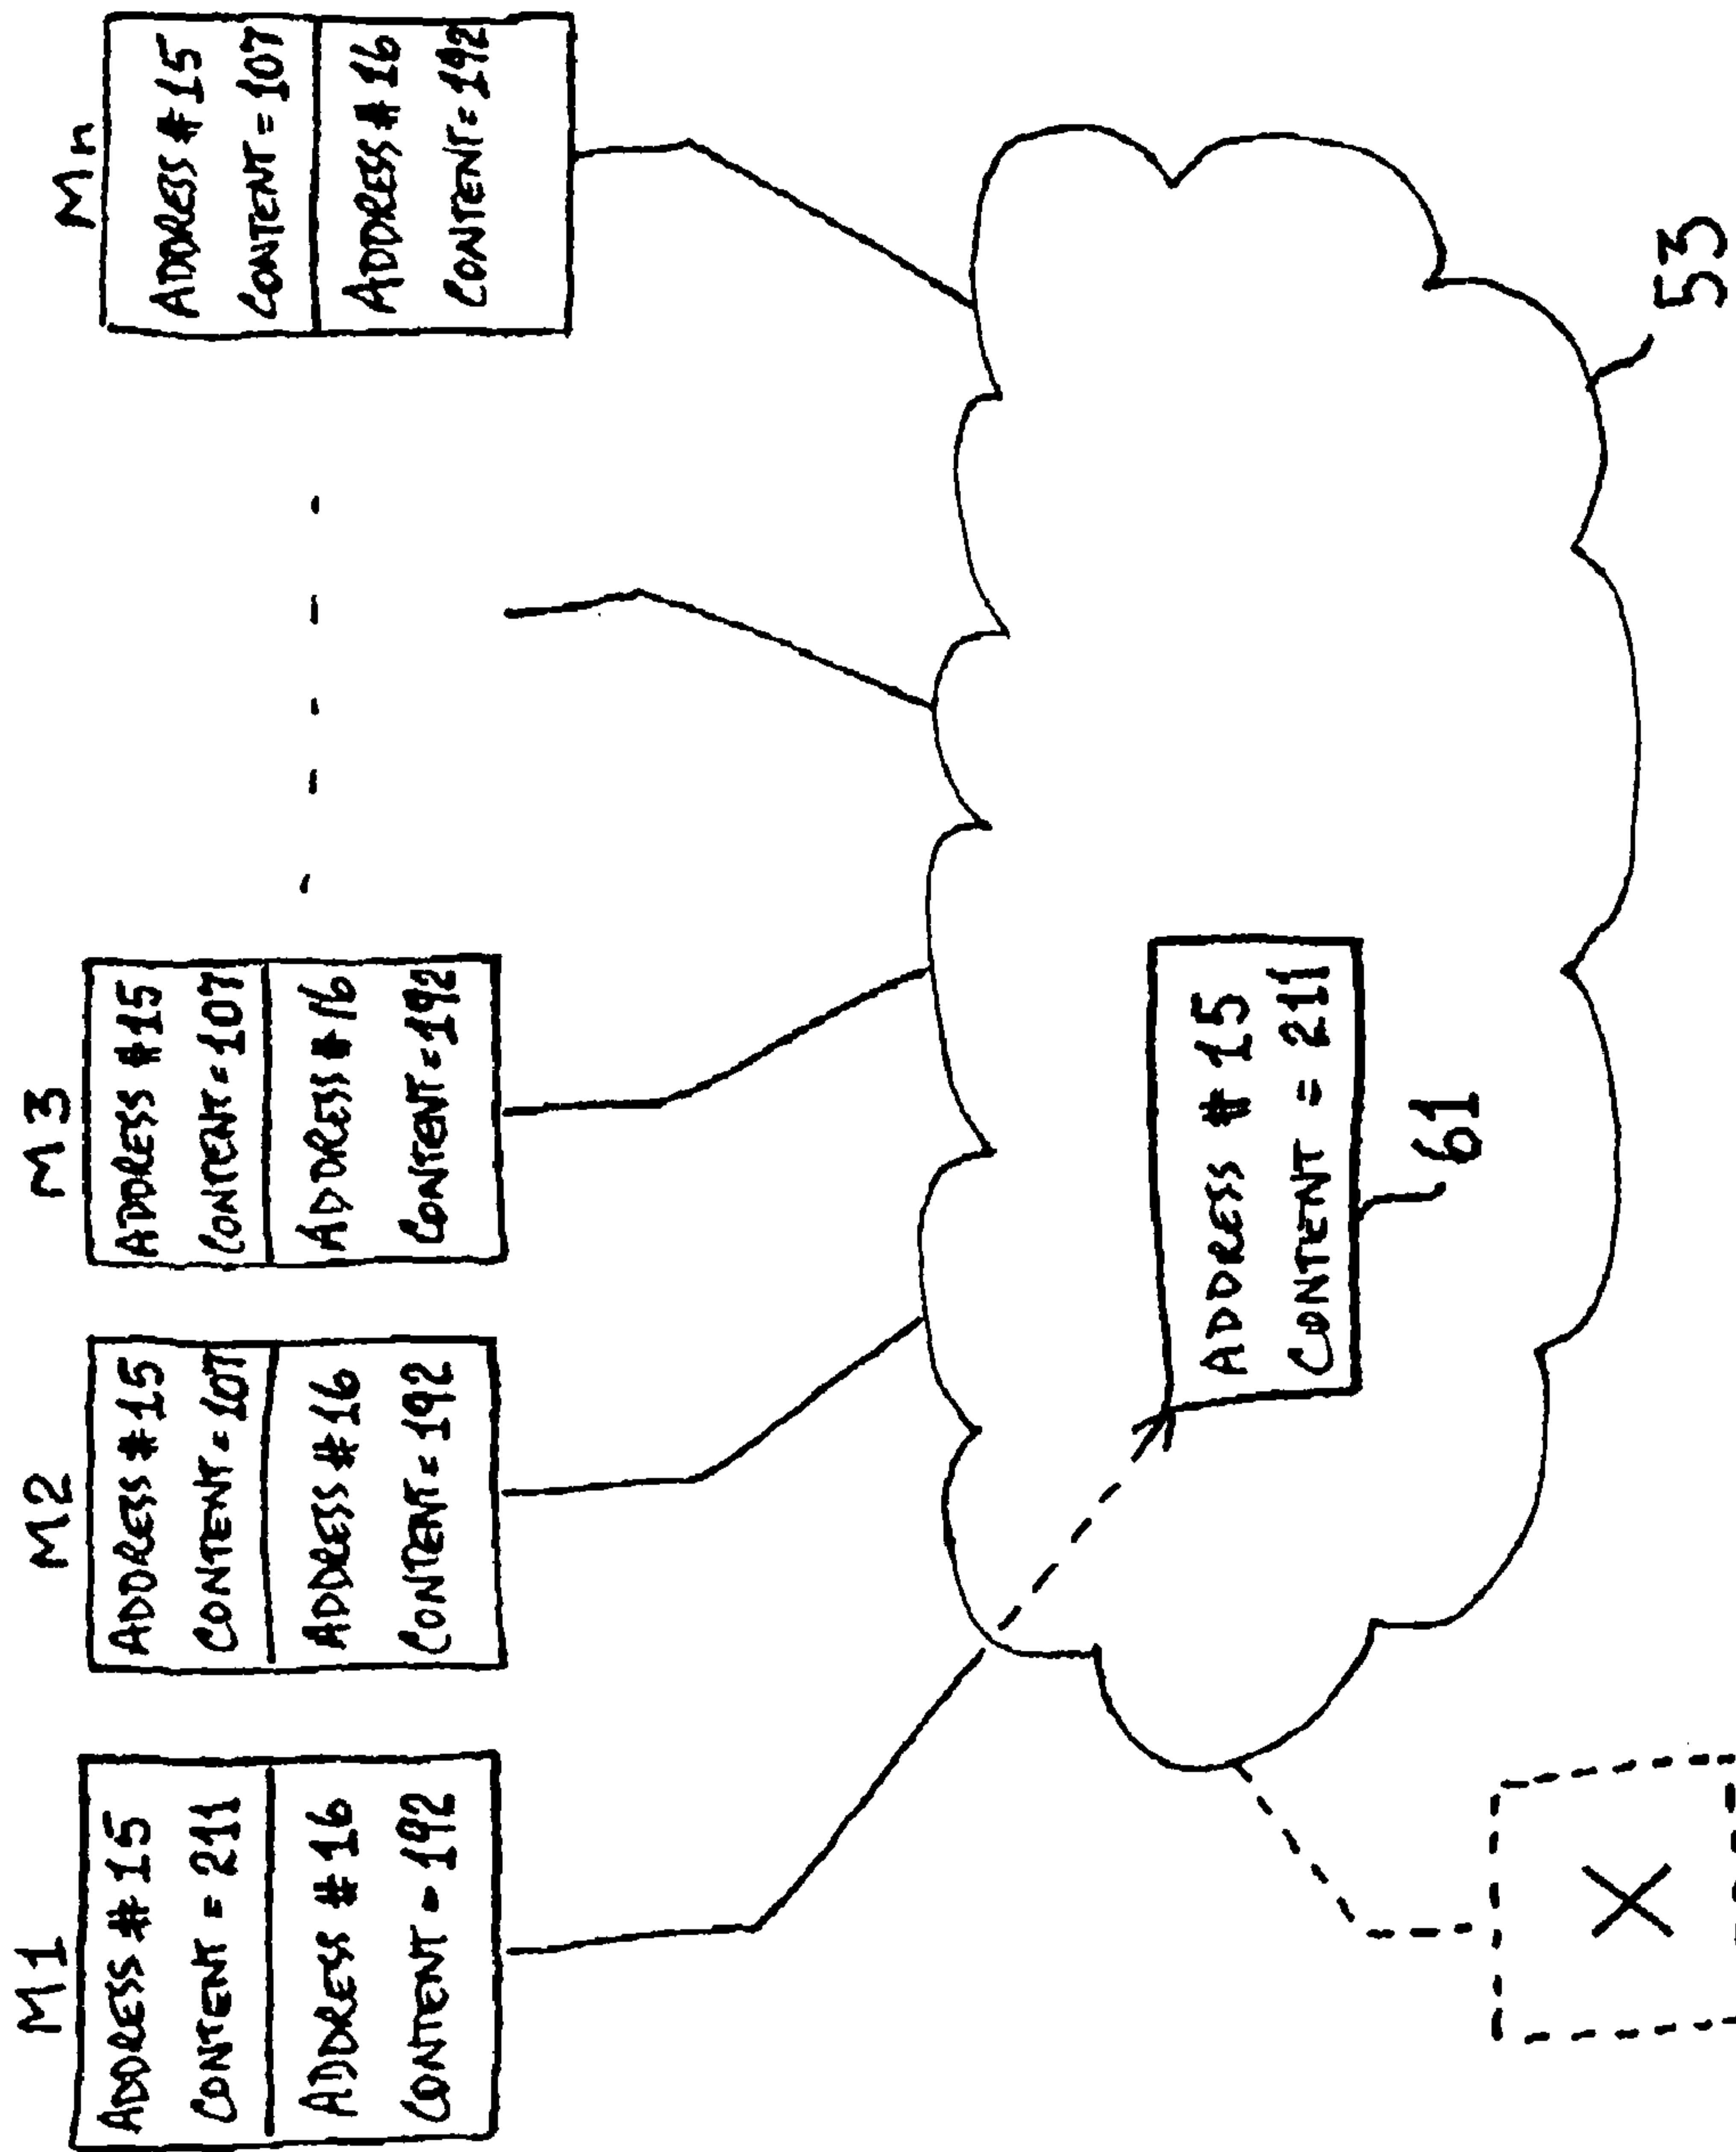 M1
ADDRESS #15
CONTENT = 211
ADDRESS #16
CONTENT = 192
M2
ADDRESS #15
CONTENT = 107
ADDRESS #16
CONTENT = 192
M3
ADDRESS #15
CONTENT = 107
ADDRESS #16
CONTENT = 192
Mn
ADDRESS #15
CONTENT = 107
ADDRESS #16
CONTENT = 192
ADDRESS #15
CONTENT = 211
61
53
X